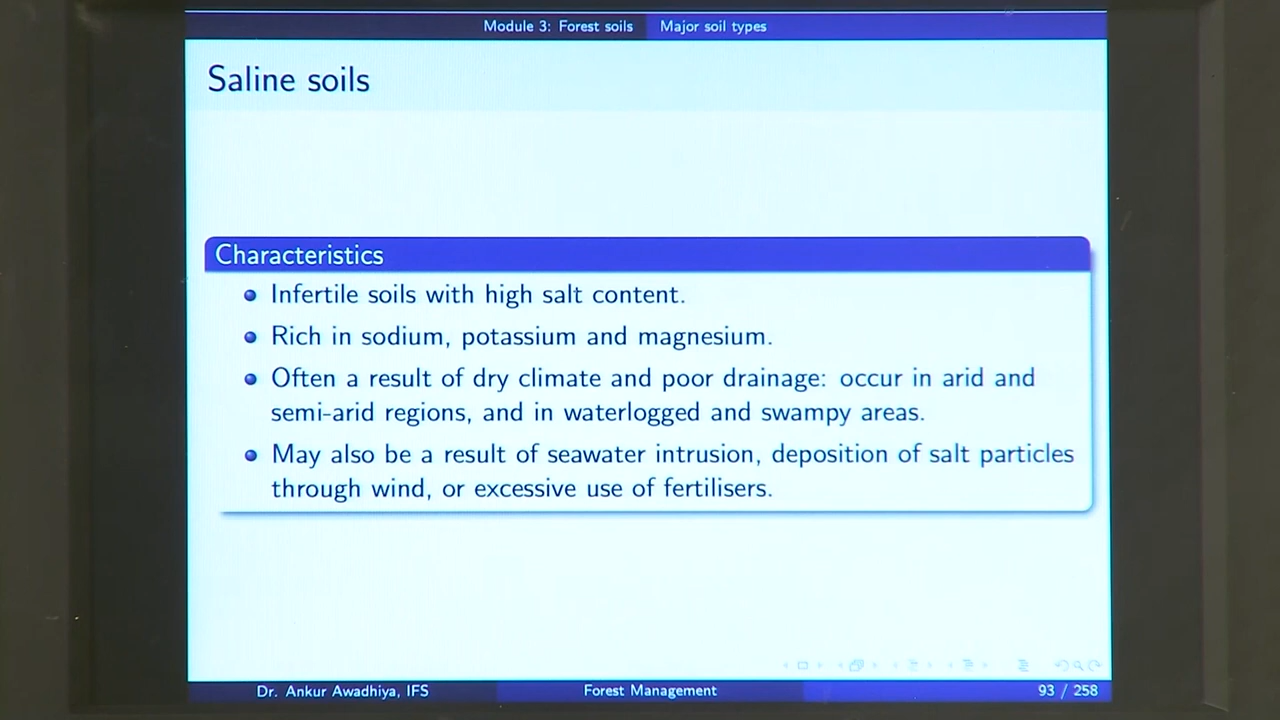 Module 3: Forest soils Major soil types
Saline soils
Characteristics
Infertile soils with high salt content.
Rich in sodium, potassium and magnesium.
Often a result of dry climate and poor drainage: occur in arid and
semi-arid regions, and in waterlogged and swampy areas.
May also be a result of seawater intrusion, deposition of salt particles
through wind, or excessive use of fertilisers.
Dr. Ankur Awadhiya, IFS Forest Management 93 / 258